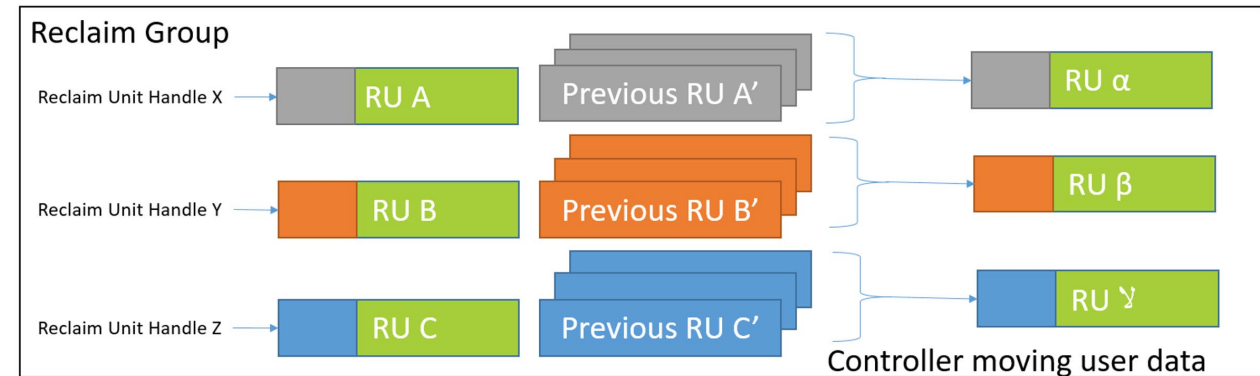 Reclaim Group
Reclaim Unit Handle X
RU A
Previous RU A’
RU α
Reclaim Unit Handle Y
RU B
Previous RU B’
RU β
Reclaim Unit Handle Z
RU C
Previous RU C’
RU ﻻ
Controller moving user data